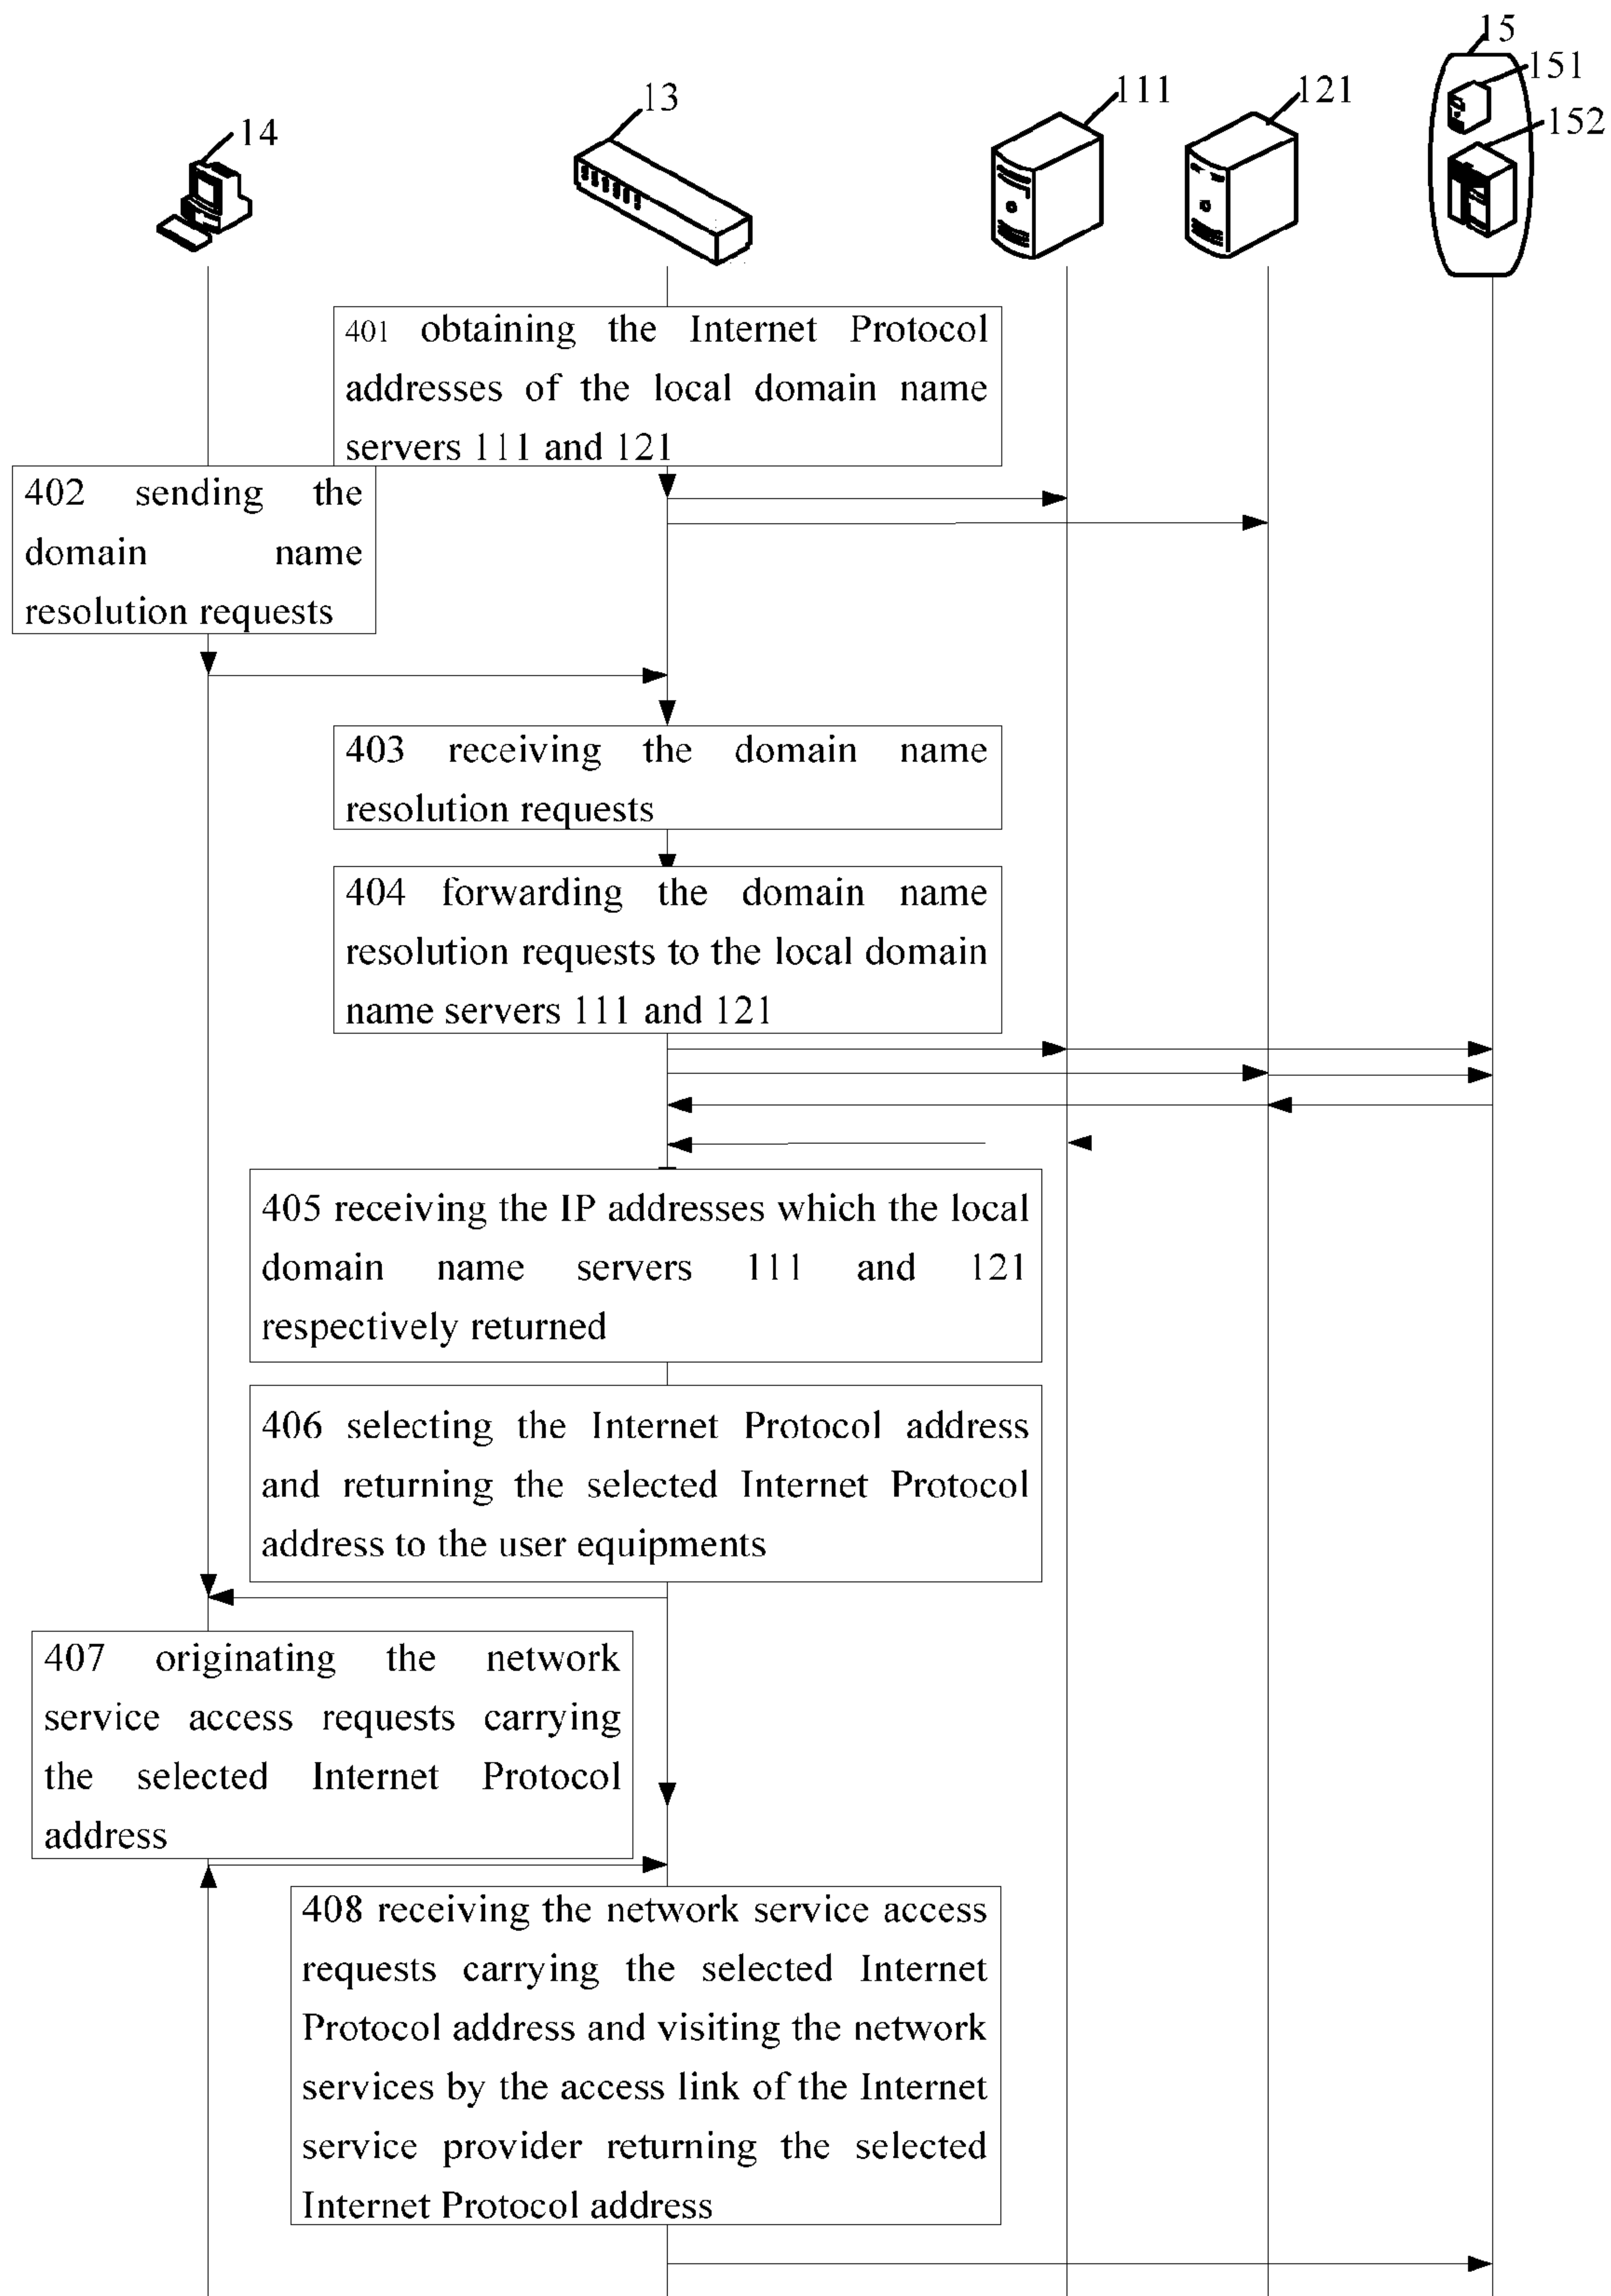 15
151
152
111
121
13
14
401 obtaining the Internet Protocol
addresses of the local domain name
servers 111 and 121
402 sending the
domain name
resolution requests
403 receiving the domain name
resolution requests
404 forwarding the domain name
resolution requests to the local domain
name servers 111 and 121
405 receiving the IP addresses which the local
domain name servers 111 and 121
respectively returned
406 selecting the Internet Protocol address
and returning the selected Internet Protocol
address to the user equipments
407 originating the network
service access requests carrying
the selected Internet Protocol
address
408 receiving the network service access
requests carrying the selected Internet
Protocol address and visiting the network
services by the access link of the Internet
service provider returning the selected
Internet Protocol address